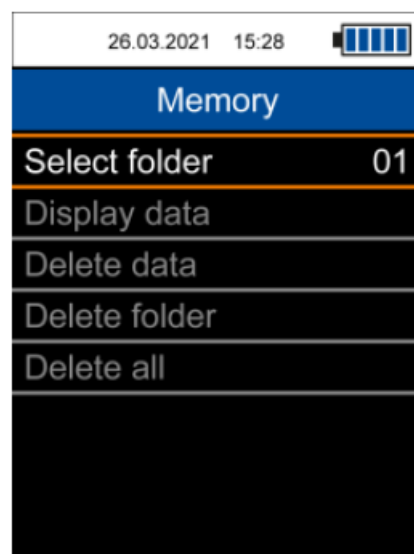 26.03.2021 15:28
Memory
Select folder 01
Display data
Delete data
Delete folder
Delete all